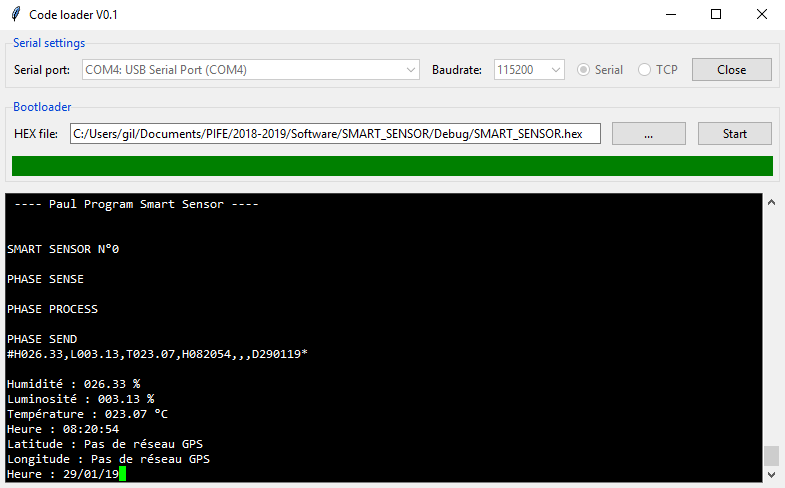 Code loader V0.1
Serial settings
Serial port: COM4: USB Serial Port (COM4) Baudrate: 115200 Serial TCP Close
Bootloader
HEX file: C:/Users/gil/Documents/PIFE/2018-2019/Software/SMART_SENSOR/Debug/SMART_SENSOR.hex ... Start
---- Paul Program Smart Sensor ----
SMART SENSOR N°0
PHASE SENSE
PHASE PROCESS
PHASE SEND
#H026.33,L003.13,T023.07,H082054,,,D290119*
Humidité : 026.33 %
Luminosité : 003.13 %
Température : 023.07 °C
Heure : 08:20:54
Latitude : Pas de réseau GPS
Longitude : Pas de réseau GPS
Heure : 29/01/19